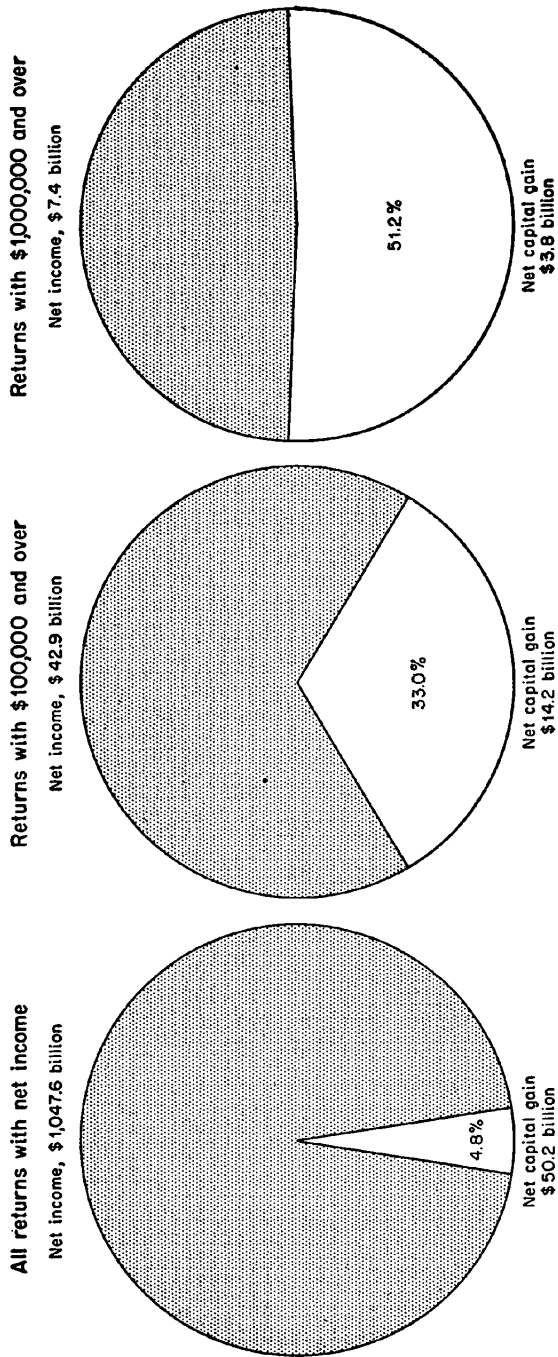 All returns with net income
Net income, $1,047.6 billion
4.8%
Net capital gain
$50.2 billion
Returns with $100,000 and over
Net income, $42.9 billion
33.0%
Net capital gain
$14.2 billion
Returns with $1,000,000 and over
Net income, $7.4 billion
51.2%
Net capital gain
$3.8 billion